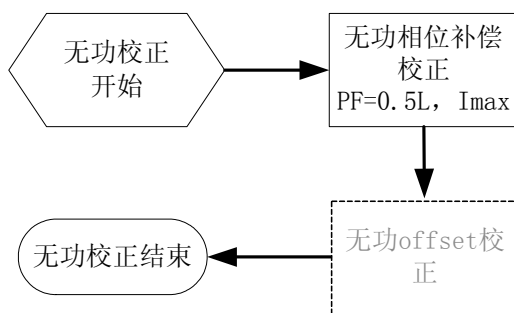 无功校正
开始
无功相位补偿
校正
PF=0.5L, Imax
无功offset校
正
无功校正结束